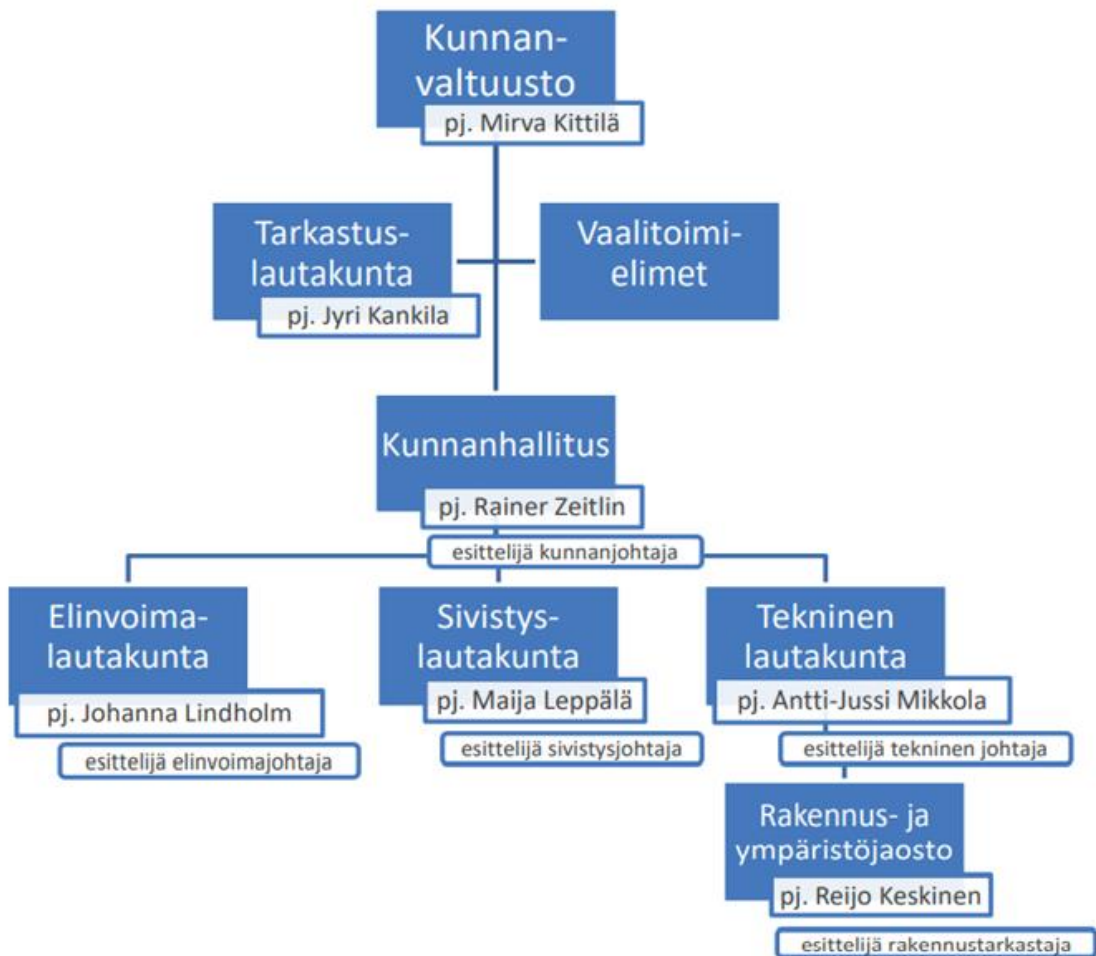 Kunnan-
valtuusto
pj. Mirva Kittilä
Tarkastus-
lautakunta
pj. Jyri Kankila
Vaalitoimi-
elimet
Kunnanhallitus
pj. Rainer Zeitlin
esittelijä kunnanjohtaja
Elinvoima-
lautakunta
pj. Johanna Lindholm
esittelijä elinvoimajohtaja
Sivistys-
lautakunta
pj. Maija Leppälä
esittelijä sivistysjohtaja
Tekninen
lautakunta
pj. Antti-Jussi Mikkola
esittelijä tekninen johtaja
Rakennus- ja
ympäristöjaosto
pj. Reijo Keskinen
esittelijä rakennustarkastaja